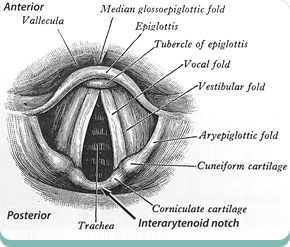 Anterior
Median glossoepiglottic fold
Vallecula
Epiglottis
Tubercle of epiglottis
Vocal fold
Vestibular fold
Aryepiglottic fold
Cuneiform cartilage
Corniculate cartilage
Posterior
Interarytenoid notch
Trachea